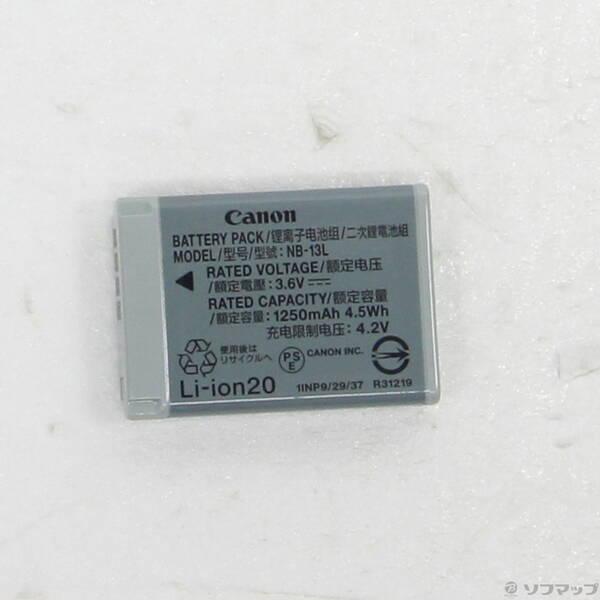 Canon
BATTERY PACK/锂离子电池组/二次鋰電池組
MODEL/型号/型號: NB-13L
RATED VOLTAGE/额定电压
/額定電壓: 3.6V
RATED CAPACITY/额定容量
/額定容量: 1250mAh 4.5Wh
充电限制电压: 4.2V
使用後は
リサイクルへ
PS
E
CANON INC.
Li-ion20
1INP9/29/37
R31219
ソフマップ